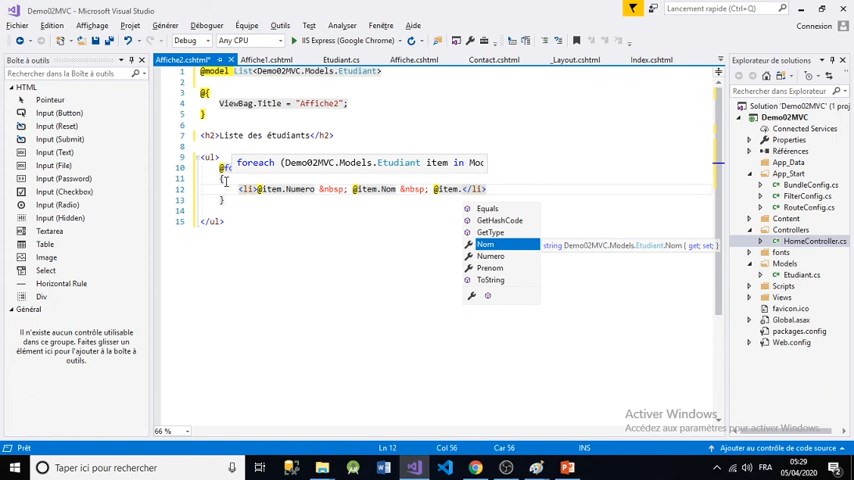 Demo02MVC - Microsoft Visual Studio
Lancement rapide (Ctrl+Q)
Fichier Edition Affichage Projet Générer Déboguer Équipe Outils Test Analyser Fenêtre Aide
Connexion
Debug Any CPU IIS Express (Google Chrome)
Boîte à outils
Affiche2.cshtml* Affiche1.cshtml Etudiant.cs Affiche.cshtml Contact.cshtml _Layout.cshtml Index.cshtml
Explorateur de solutions
Rechercher dans Boîte à outils
HTML
Pointeur
Input (Button)
Input (Reset)
Input (Submit)
Input (Text)
Input (File)
Input (Password)
Input (Checkbox)
Input (Radio)
Input (Hidden)
Textarea
Table
Image
Select
Horizontal Rule
Div
Général
Il n'existe aucun contrôle utilisable
dans ce groupe. Faites glisser un
élément ici pour l'ajouter à la boîte à
outils.
1 @model List<Demo02MVC.Models.Etudiant>
2
3 @{
4 ViewBag.Title = "Affiche2";
5 }
6
7 <h2>Liste des étudiants</h2>
8
9 <ul>
10
foreach (Demo02MVC.Models.Etudiant item in Moc
11 {
12 <li>@item.Numero &nbsp; @item.Nom &nbsp; @item.</li>
13 }
14
15 </ul>
Equals
GetHashCode
GetType
Nom
string Demo02MVC.Models.Etudiant.Nom { get; set; }
Numero
Prenom
ToString
66 %
Rechercher dans Explorateur
Solution 'Demo02MVC'
Demo02MVC
Properties
Références
App_Data
App_Start
BundleConfig.cs
FilterConfig.cs
RouteConfig.cs
Content
Controllers
HomeController.cs
fonts
Models
Etudiant.cs
Scripts
Views
favicon.ico
Global.asax
packages.config
Web.config
Activer Windows
Accédez aux paramètres pour activer Windows.
Prêt Ln 12 Col 56 Car 56 INS Ajouter au contrôle de code source
Taper ici pour rechercher
FRA
05:29
05/04/2020